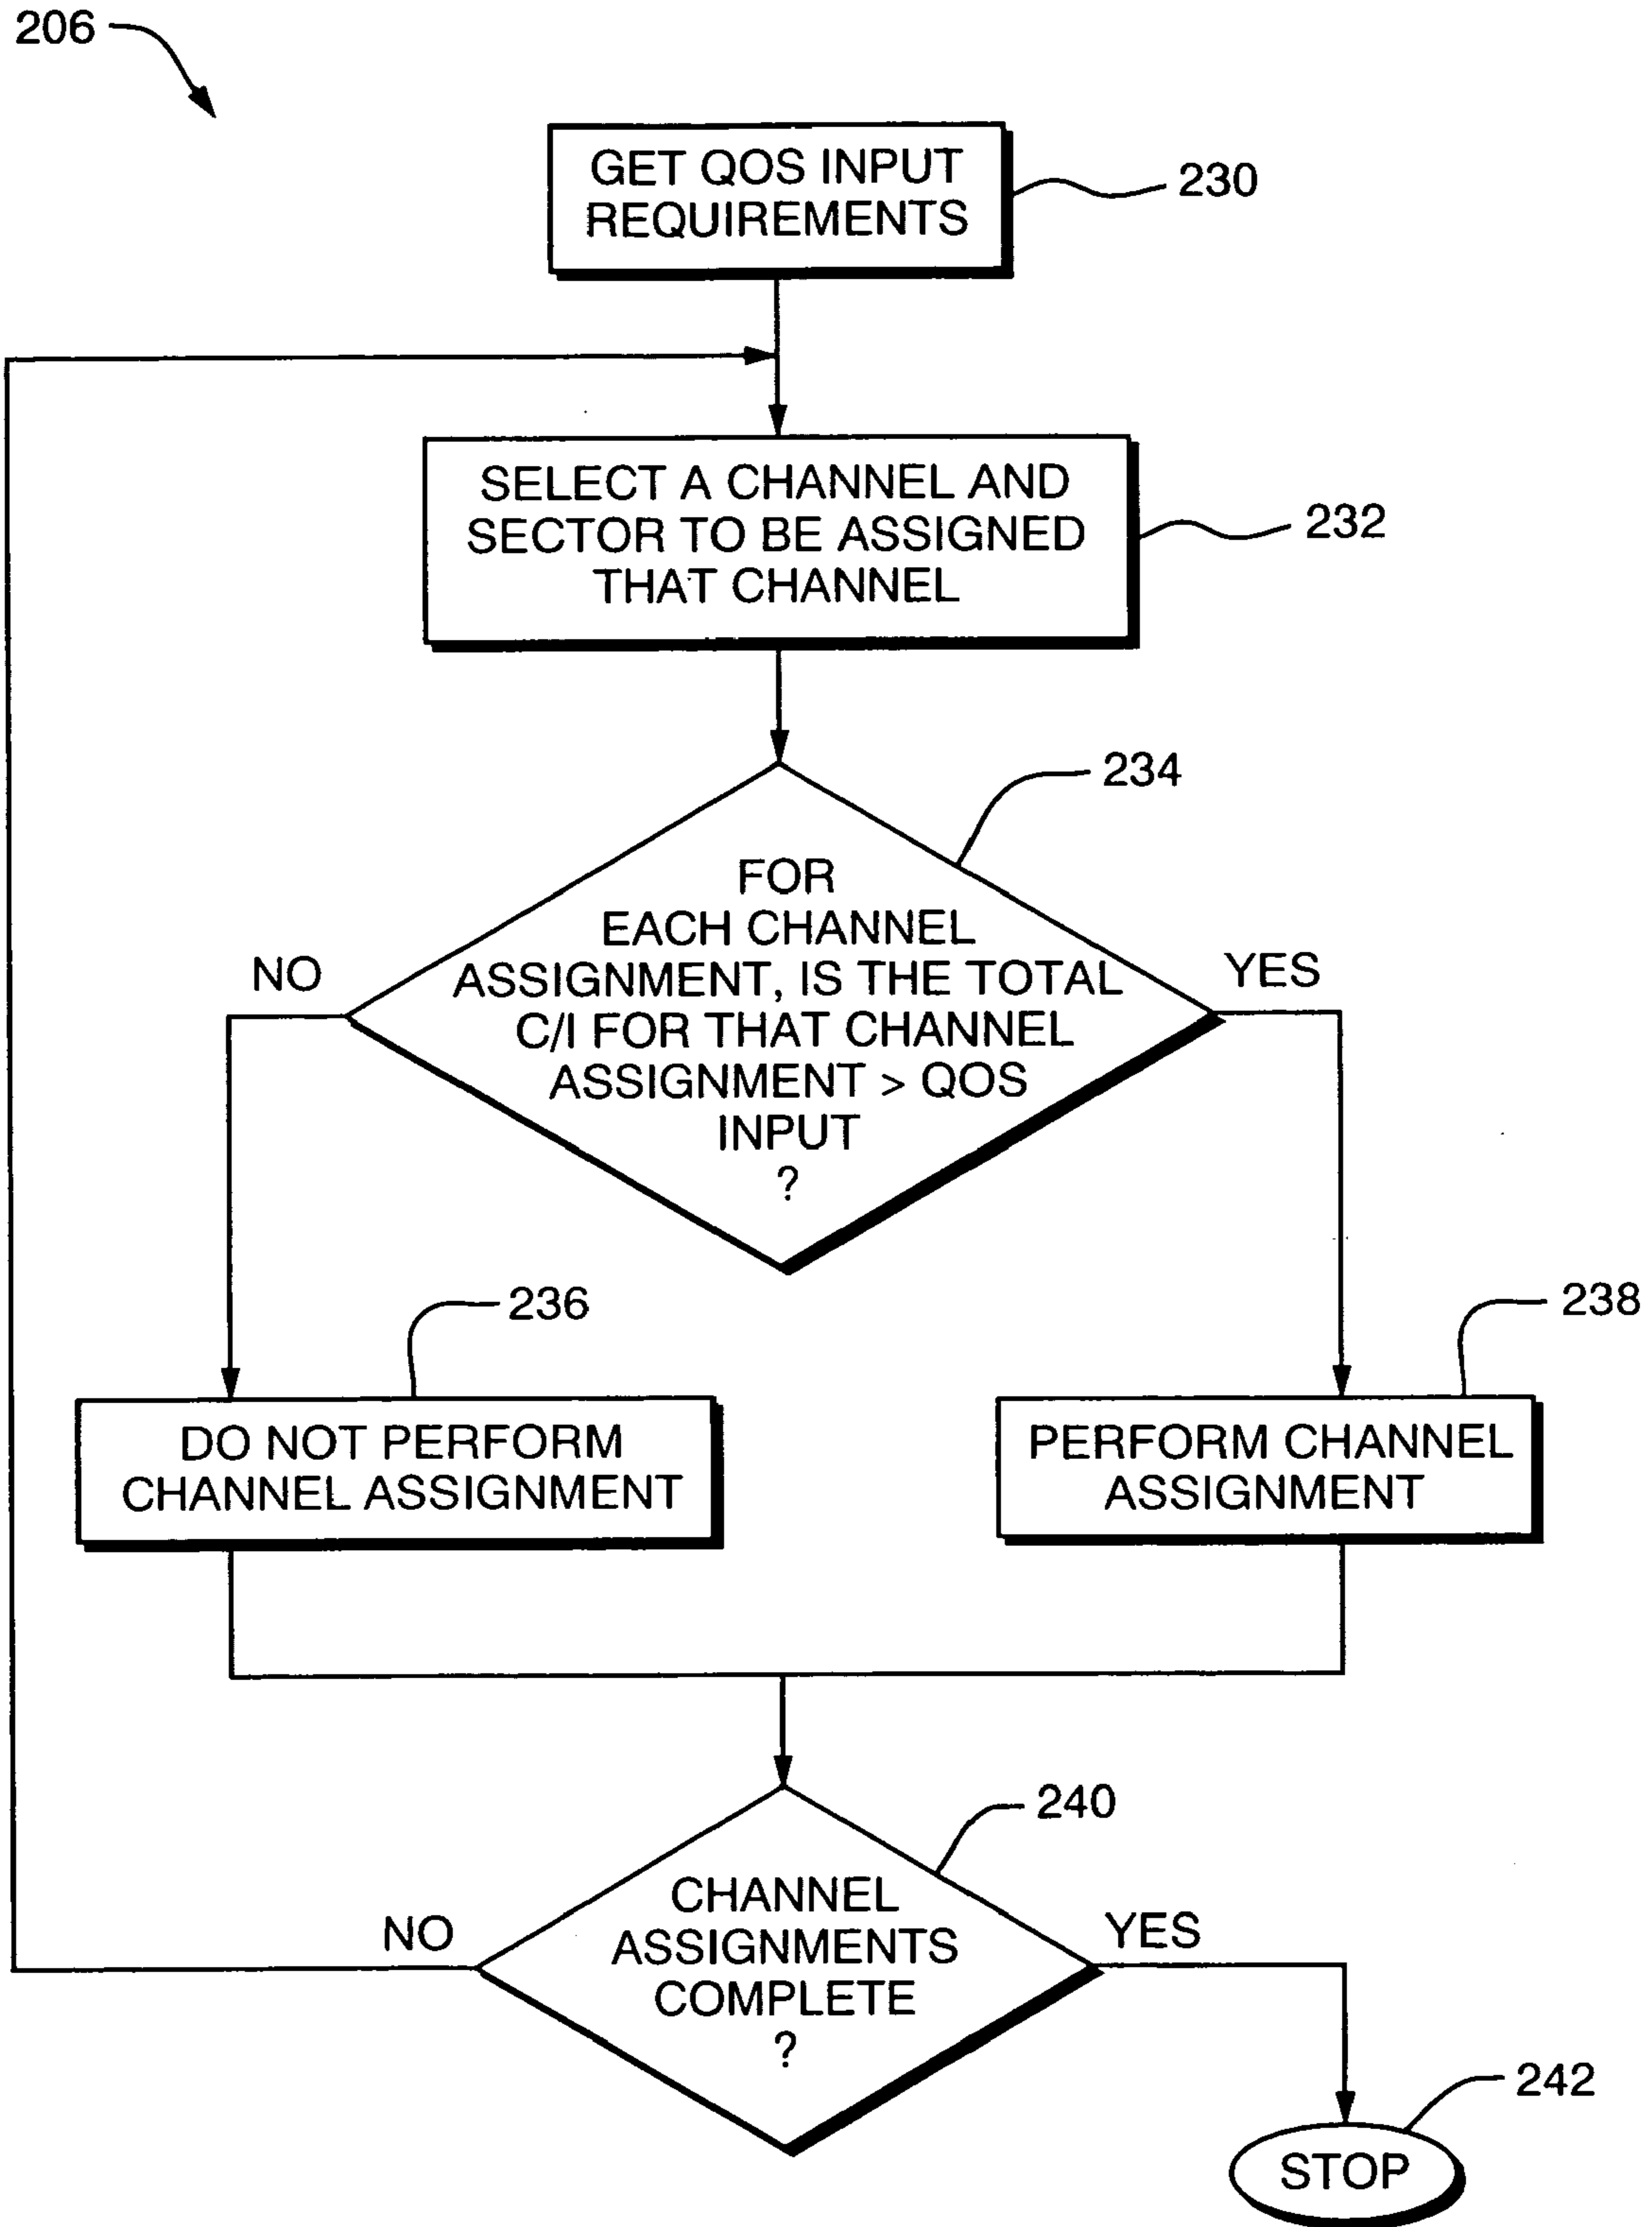 206
GET QOS INPUT
REQUIREMENTS
230
SELECT A CHANNEL AND
SECTOR TO BE ASSIGNED
THAT CHANNEL
232
234
FOR
EACH CHANNEL
ASSIGNMENT, IS THE TOTAL
C/I FOR THAT CHANNEL
ASSIGNMENT > QOS
INPUT
?
NO
YES
236
DO NOT PERFORM
CHANNEL ASSIGNMENT
238
PERFORM CHANNEL
ASSIGNMENT
240
CHANNEL
ASSIGNMENTS
COMPLETE
?
NO
YES
242
STOP